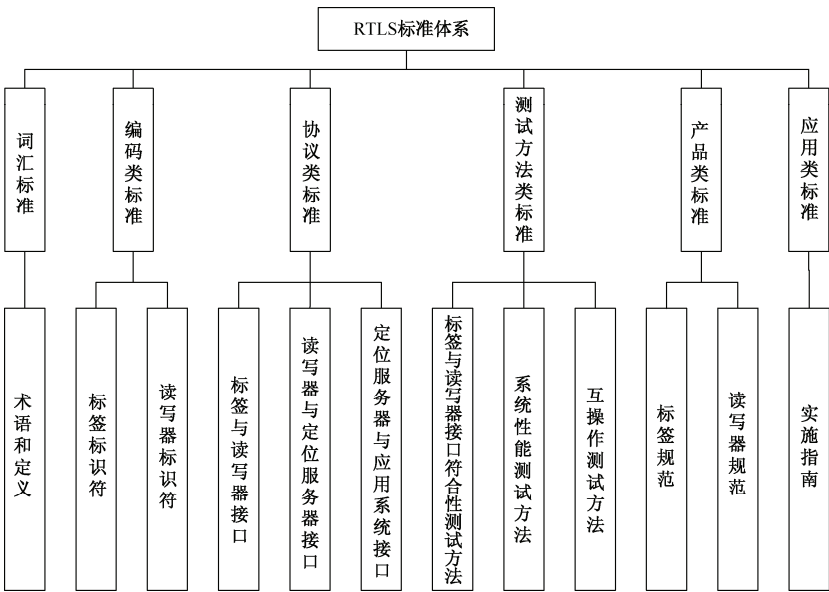 RTLS标准体系
词汇标准
编码类标准
协议类标准
测试方法类标准
产品类标准
应用类标准
术语和定义
标签标识符
读写器标识符
标签与读写器接口
读写器与定位服务器接口
定位服务器与应用系统接口
标签与读写器接口符合性测试方法
系统性能测试方法
互操作测试方法
标签规范
读写器规范
实施指南